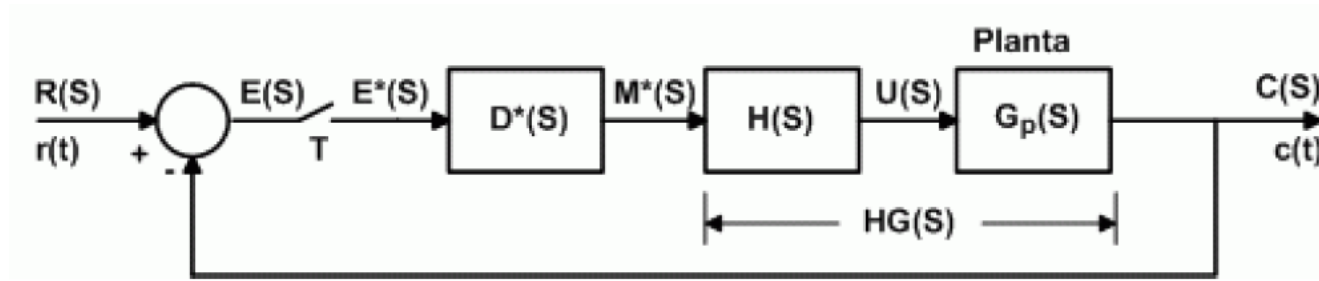 Planta
R(S)
E(S)
E*(S)
D*(S)
M*(S)
H(S)
U(S)
Gp(S)
C(S)
r(t)
+
-
T
c(t)
HG(S)